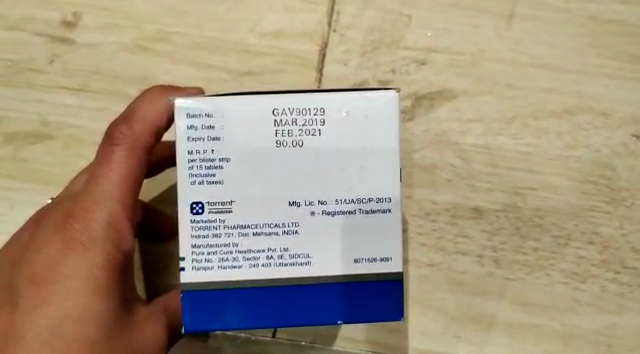 Batch No. : GAV90129
Mfg. Date : MAR.2019
Expiry Date : FEB.2021
M.R.P. ₹ 90.00
per blister strip
of 15 tablets
(Inclusive
of all taxes)
torrent
Mfg. Lic. No. : 51/UA/SC/P-2013
® - Registered Trademark
Marketed by :
TORRENT PHARMACEUTICALS LTD.
Indrad-382 721, Dist. Mehsana, INDIA.
Manufactured by :
Pure and Cure Healthcare Pvt. Ltd.
Plot No. 26A-30, Sector - 8A, IIE, SIDCUL,
Ranipur, Haridwar - 249 403 (Uttarakhand)
8071526-9091